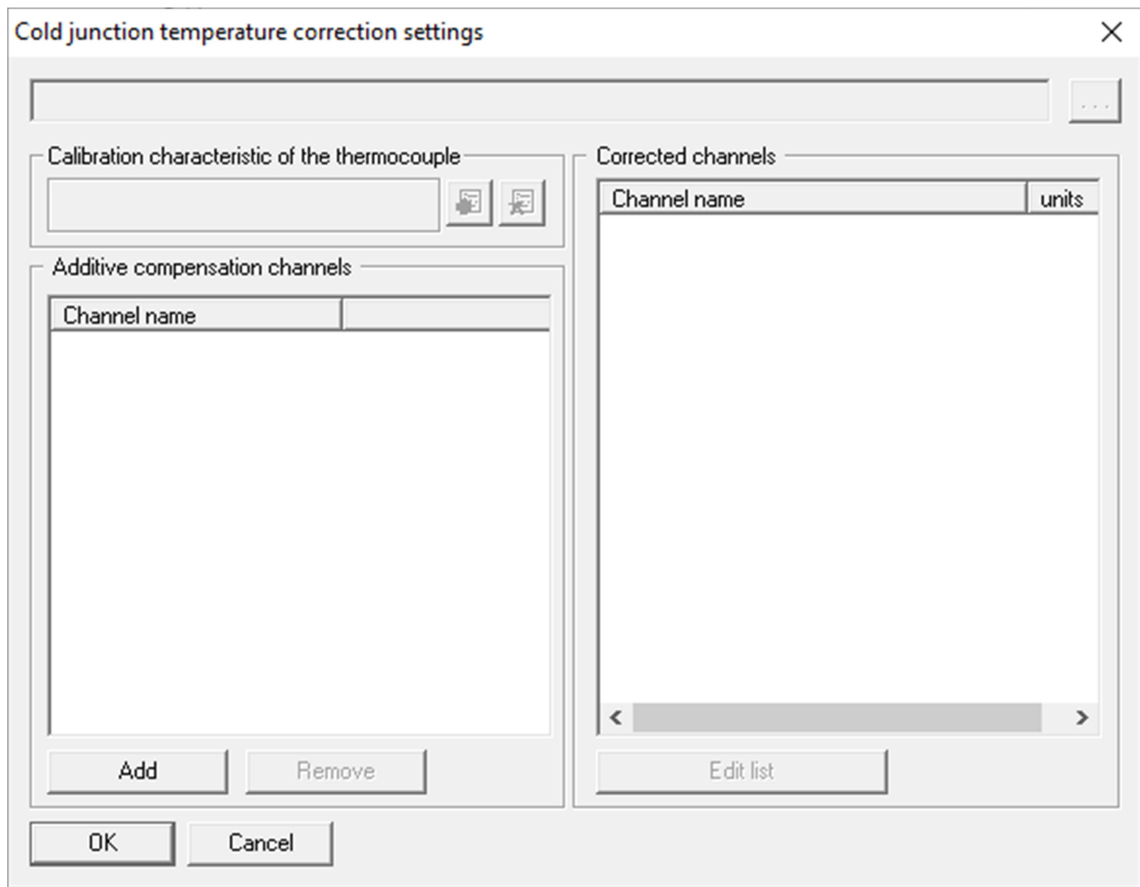 Cold junction temperature correction settings
...
Calibration characteristic of the thermocouple
Additive compensation channels
Channel name
Add Remove
Corrected channels
Channel name units
Edit list
OK Cancel